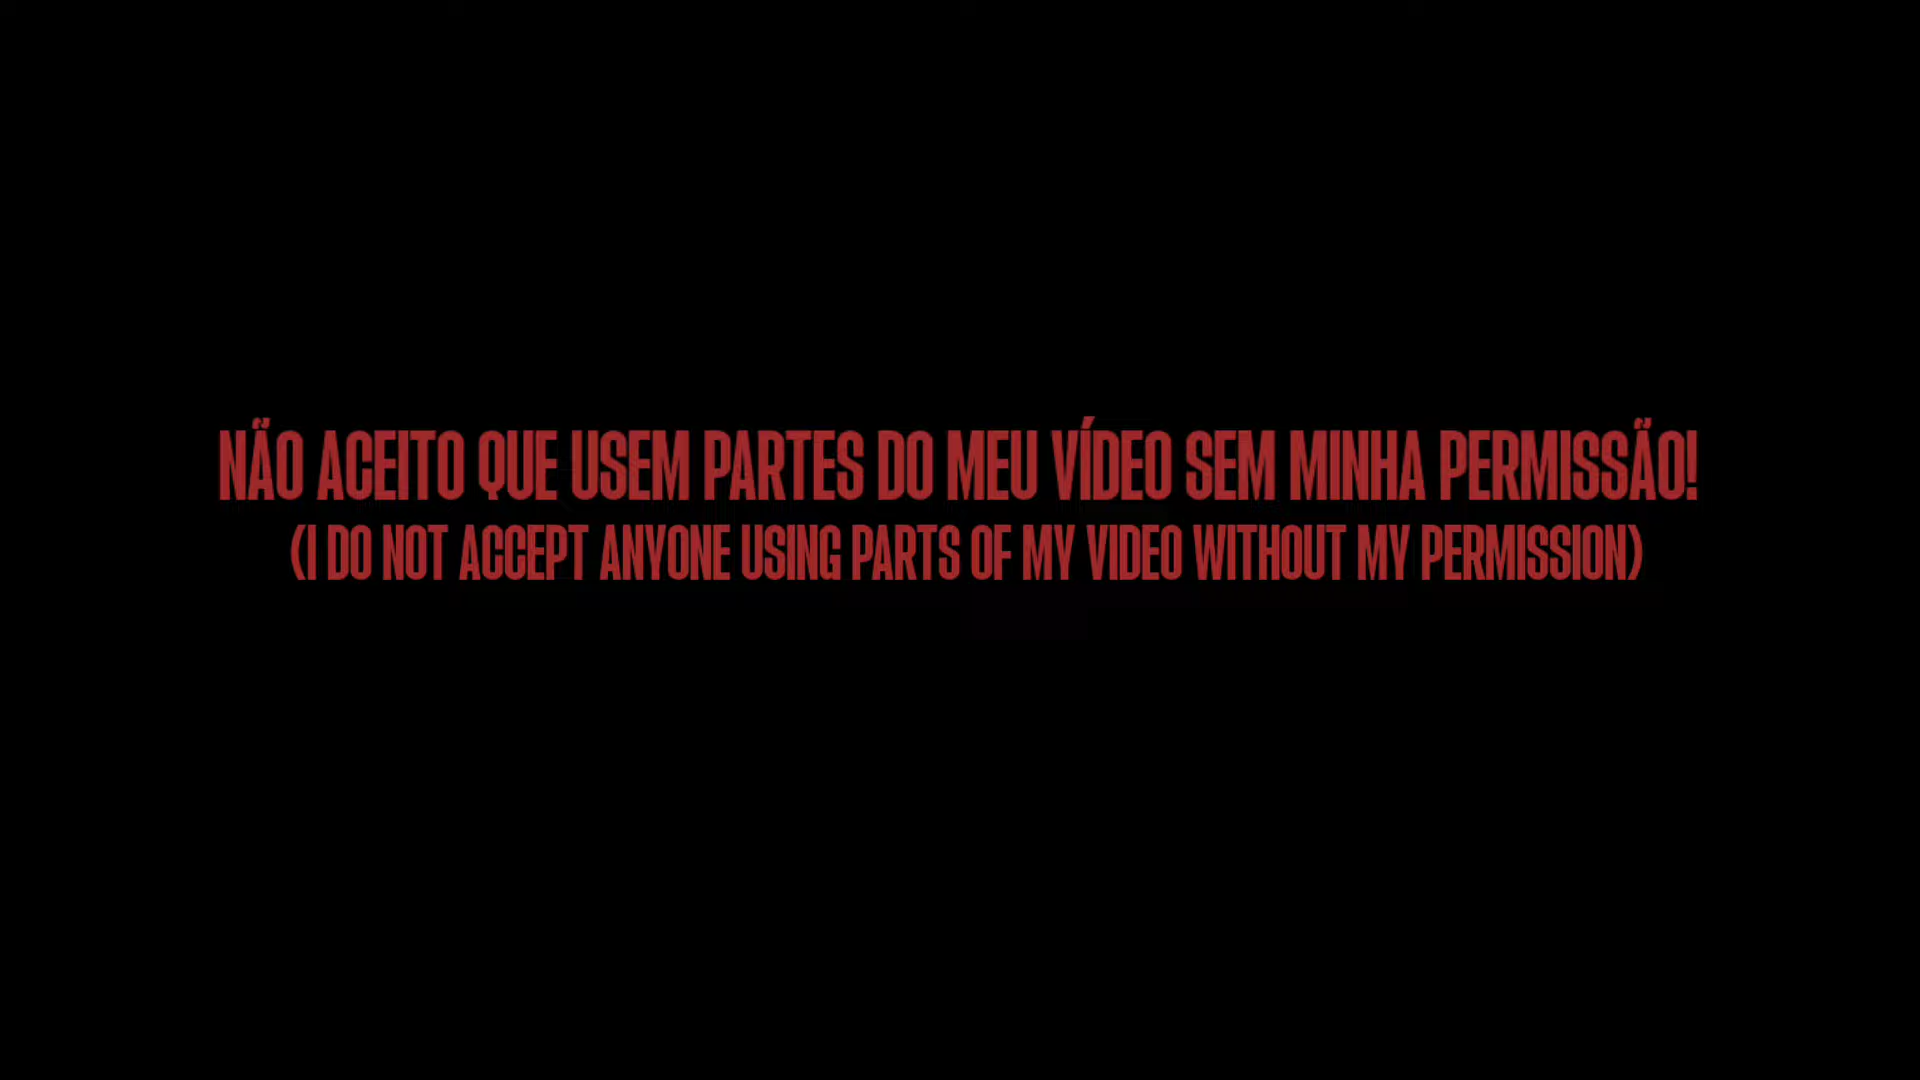 NÃO ACEITO QUE USEM PARTES DO MEU VÍDEO SEM MINHA PERMISSÃO!
(I DO NOT ACCEPT ANYONE USING PARTS OF MY VIDEO WITHOUT MY PERMISSION)